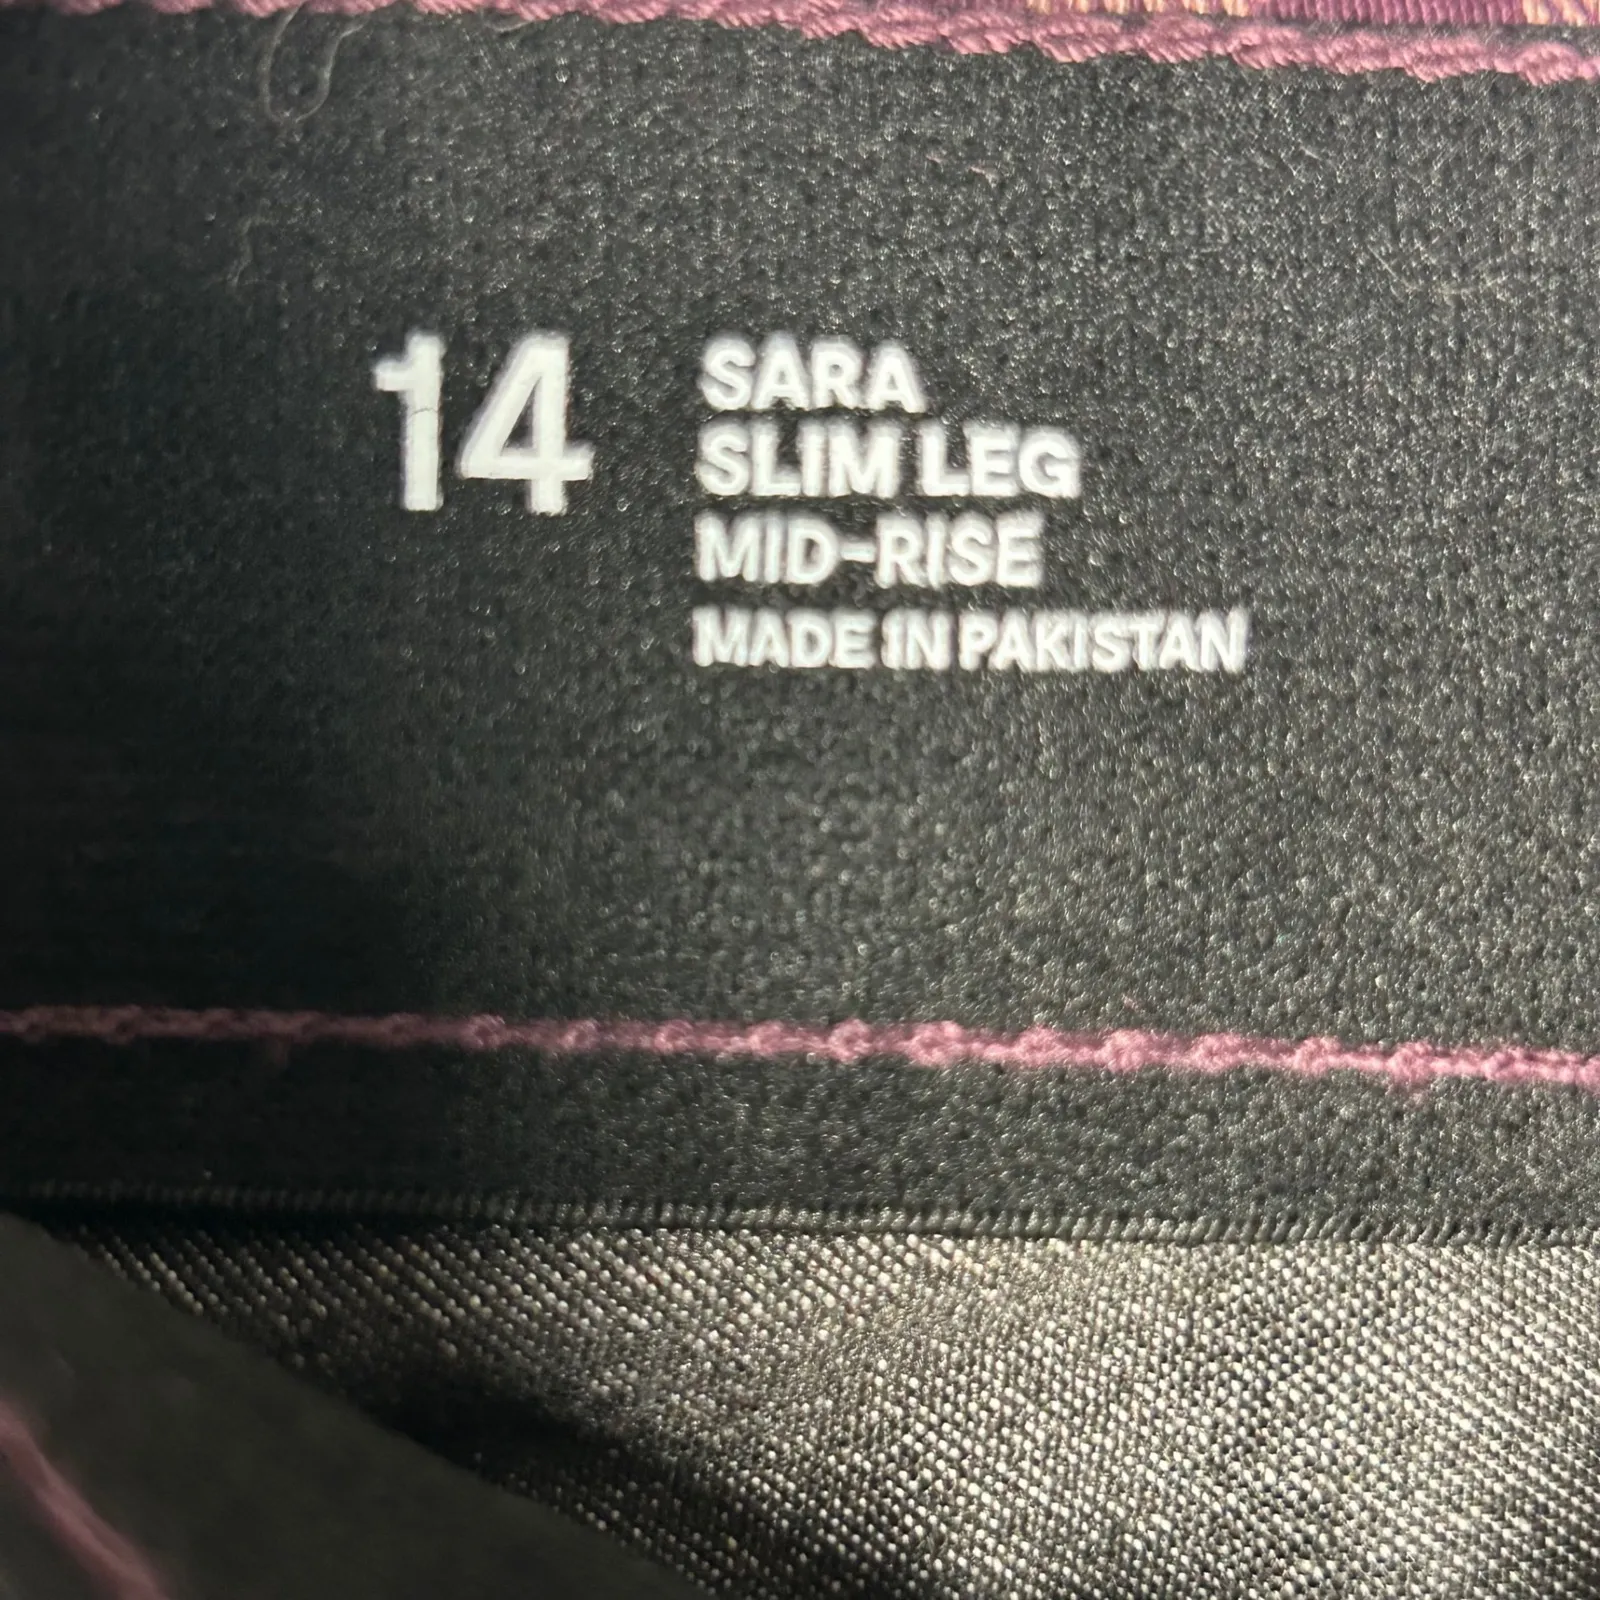 14
SARA
SLIM LEG
MID-RISE
MADE IN PAKISTAN